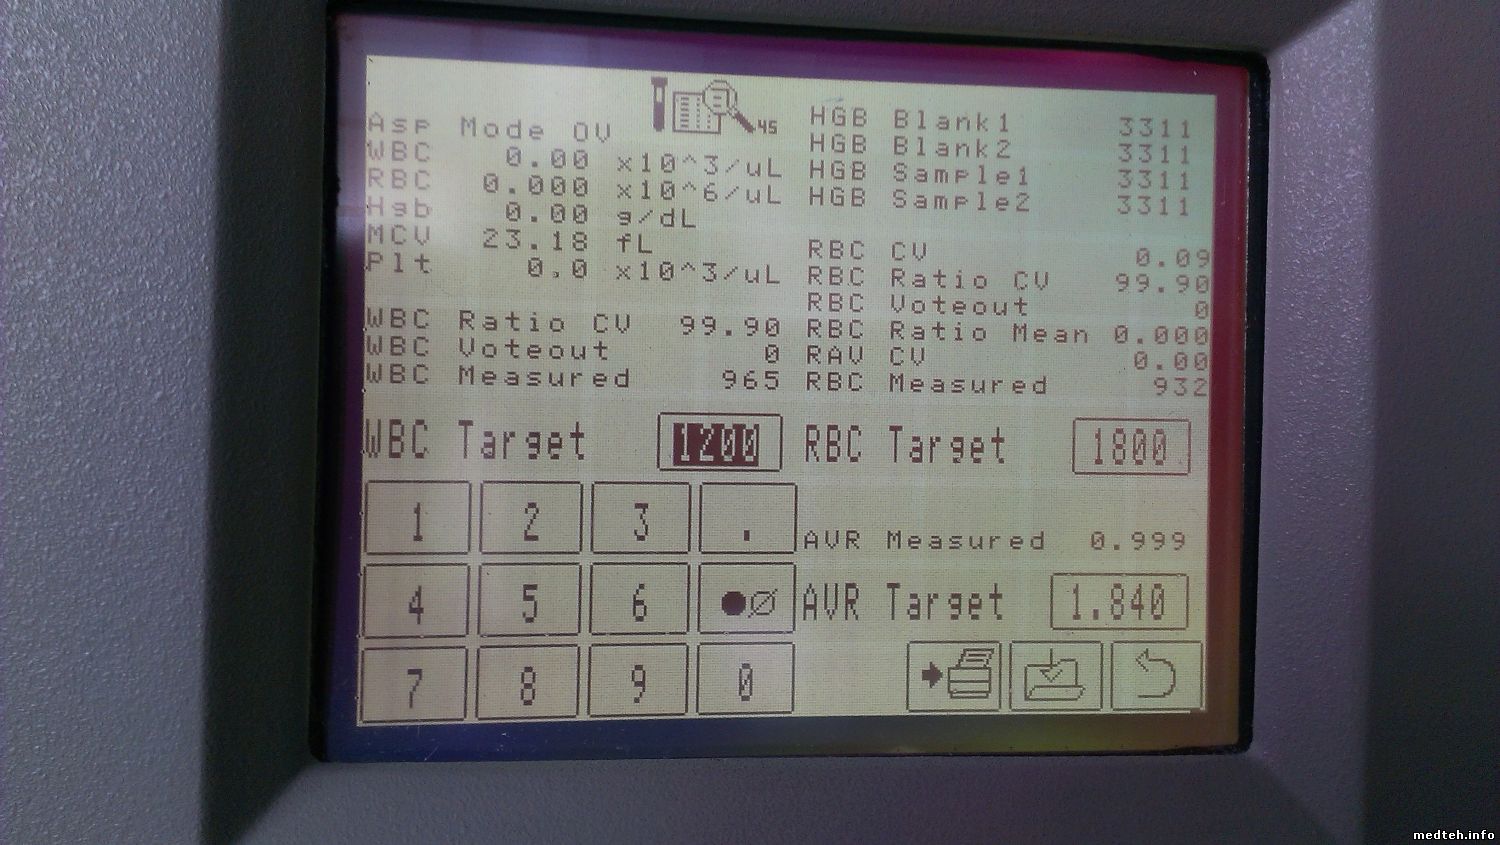 45
Asp Mode OV
WBC 0.00 x10^3/uL
RBC 0.000 x10^6/uL
Hgb 0.00 g/dL
MCV 23.18 fL
Plt 0.0 x10^3/uL
WBC Ratio CV 99.90
WBC Voteout 0
WBC Measured 965
HGB Blank1 3311
HGB Blank2 3311
HGB Sample1 3311
HGB Sample2 3311
RBC CV 0.09
RBC Ratio CV 99.90
RBC Voteout 0
RBC Ratio Mean 0.000
RAV CV 0.00
RBC Measured 932
WBC Target 1200 RBC Target 1800
1 2 3 .
AVR Measured 0.999
4 5 6
AVR Target 1.840
7 8 9 0
medteh.info